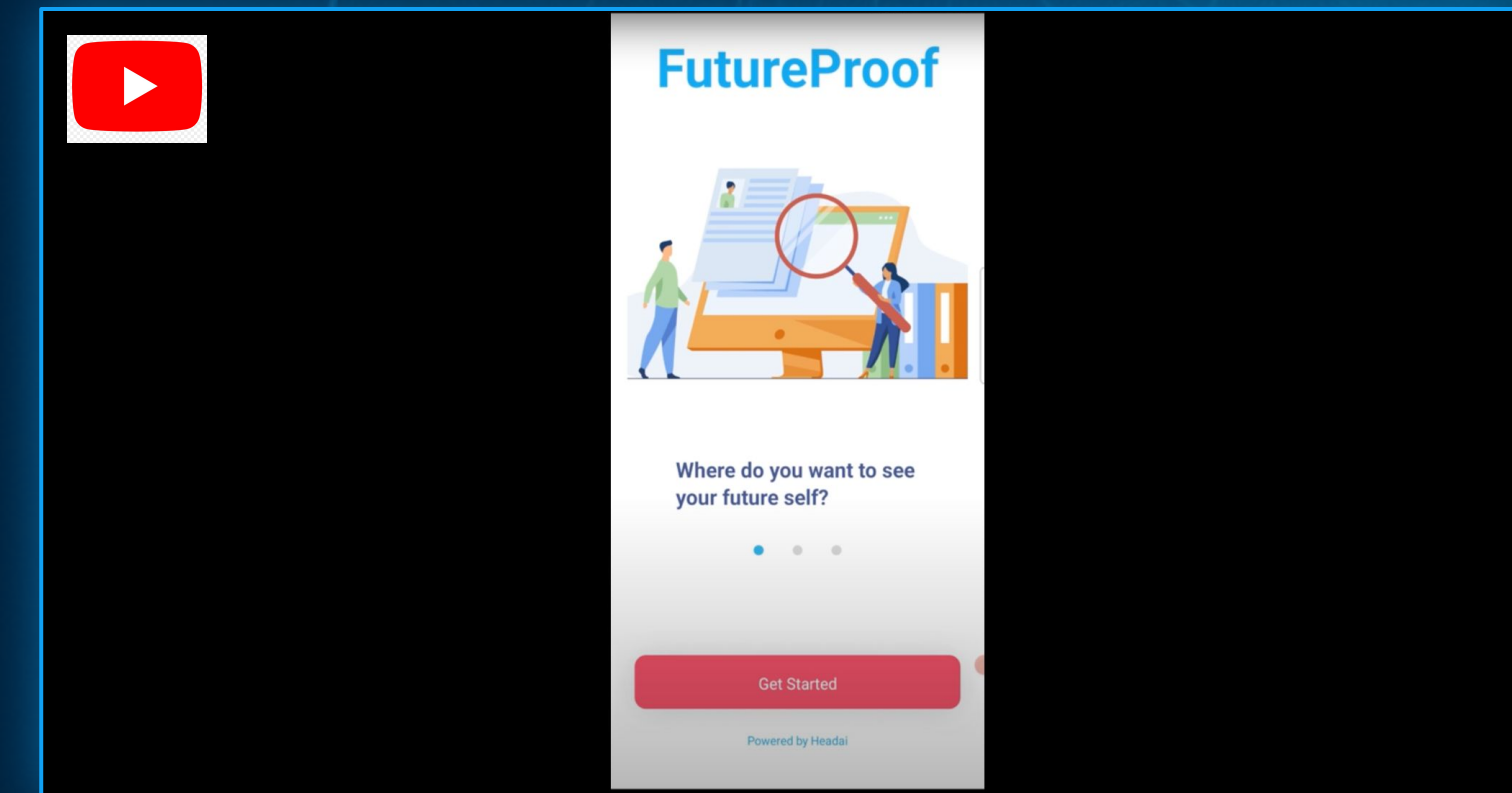 FutureProof
Where do you want to see
your future self?
Get Started
Powered by Headai